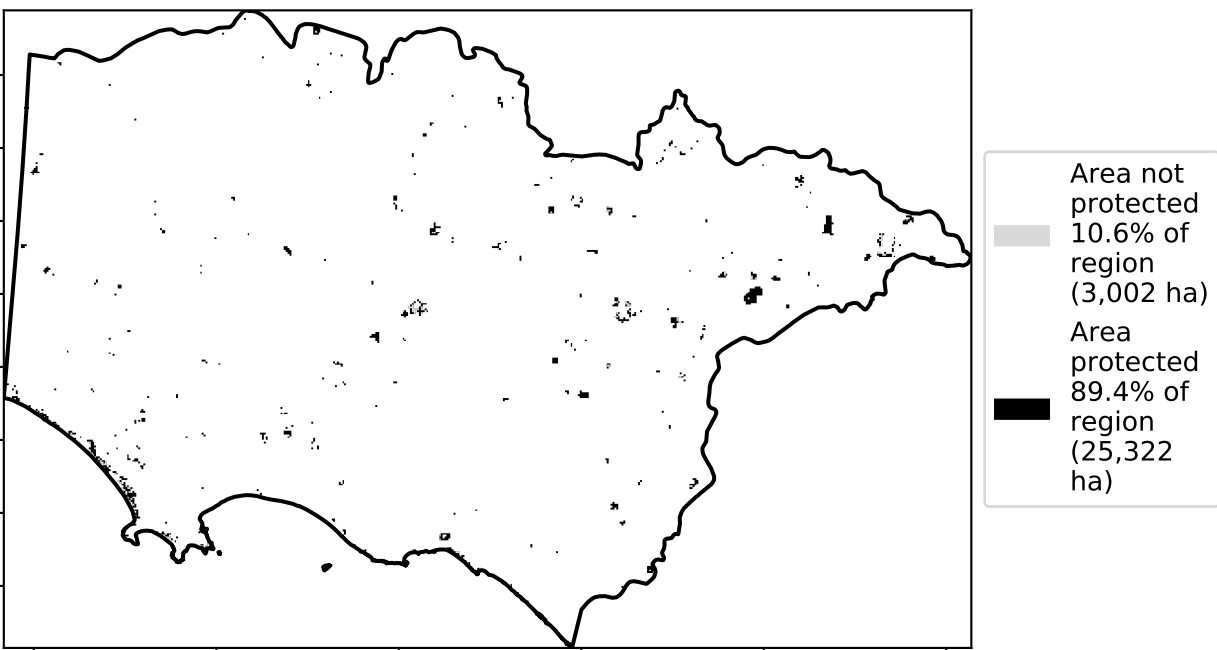 Area not
protected
10.6% of
region
(3,002 ha)
Area
protected
89.4% of
region
(25,322
ha)